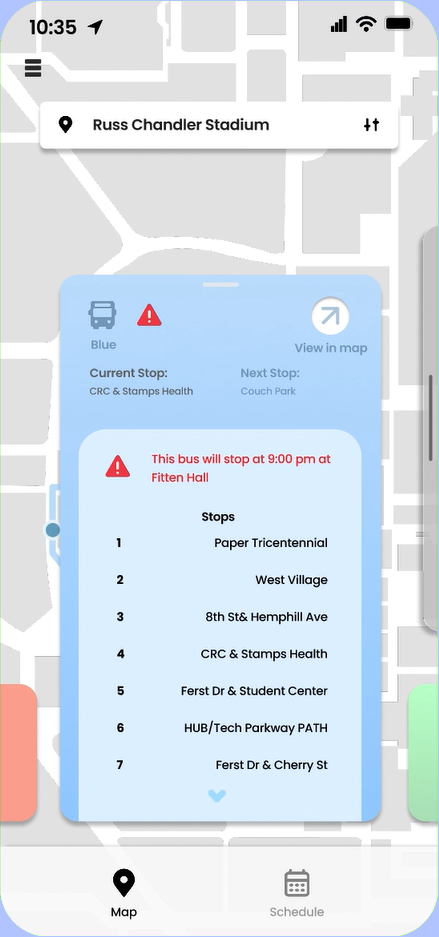 10:35
Russ Chandler Stadium
Blue
View in map
Current Stop:
Next Stop:
CRC & Stamps Health
Couch Park
This bus will stop at 9:00 pm at
Fitten Hall
Stops
1 Paper Tricentennial
2 West Village
3 8th St& Hemphill Ave
4 CRC & Stamps Health
5 Ferst Dr & Student Center
6 HUB/Tech Parkway PATH
7 Ferst Dr & Cherry St
Map
Schedule